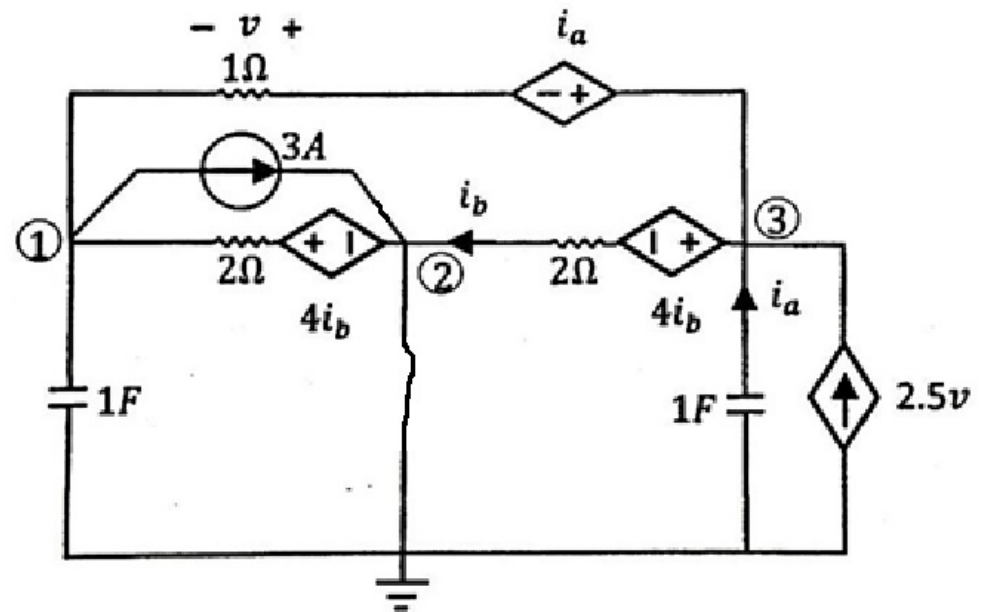 − v + i_a
1Ω
− +
3A
① i_b ③
+ − ② − +
2Ω 2Ω
4i_b 4i_b i_a
1F 1F 2.5v